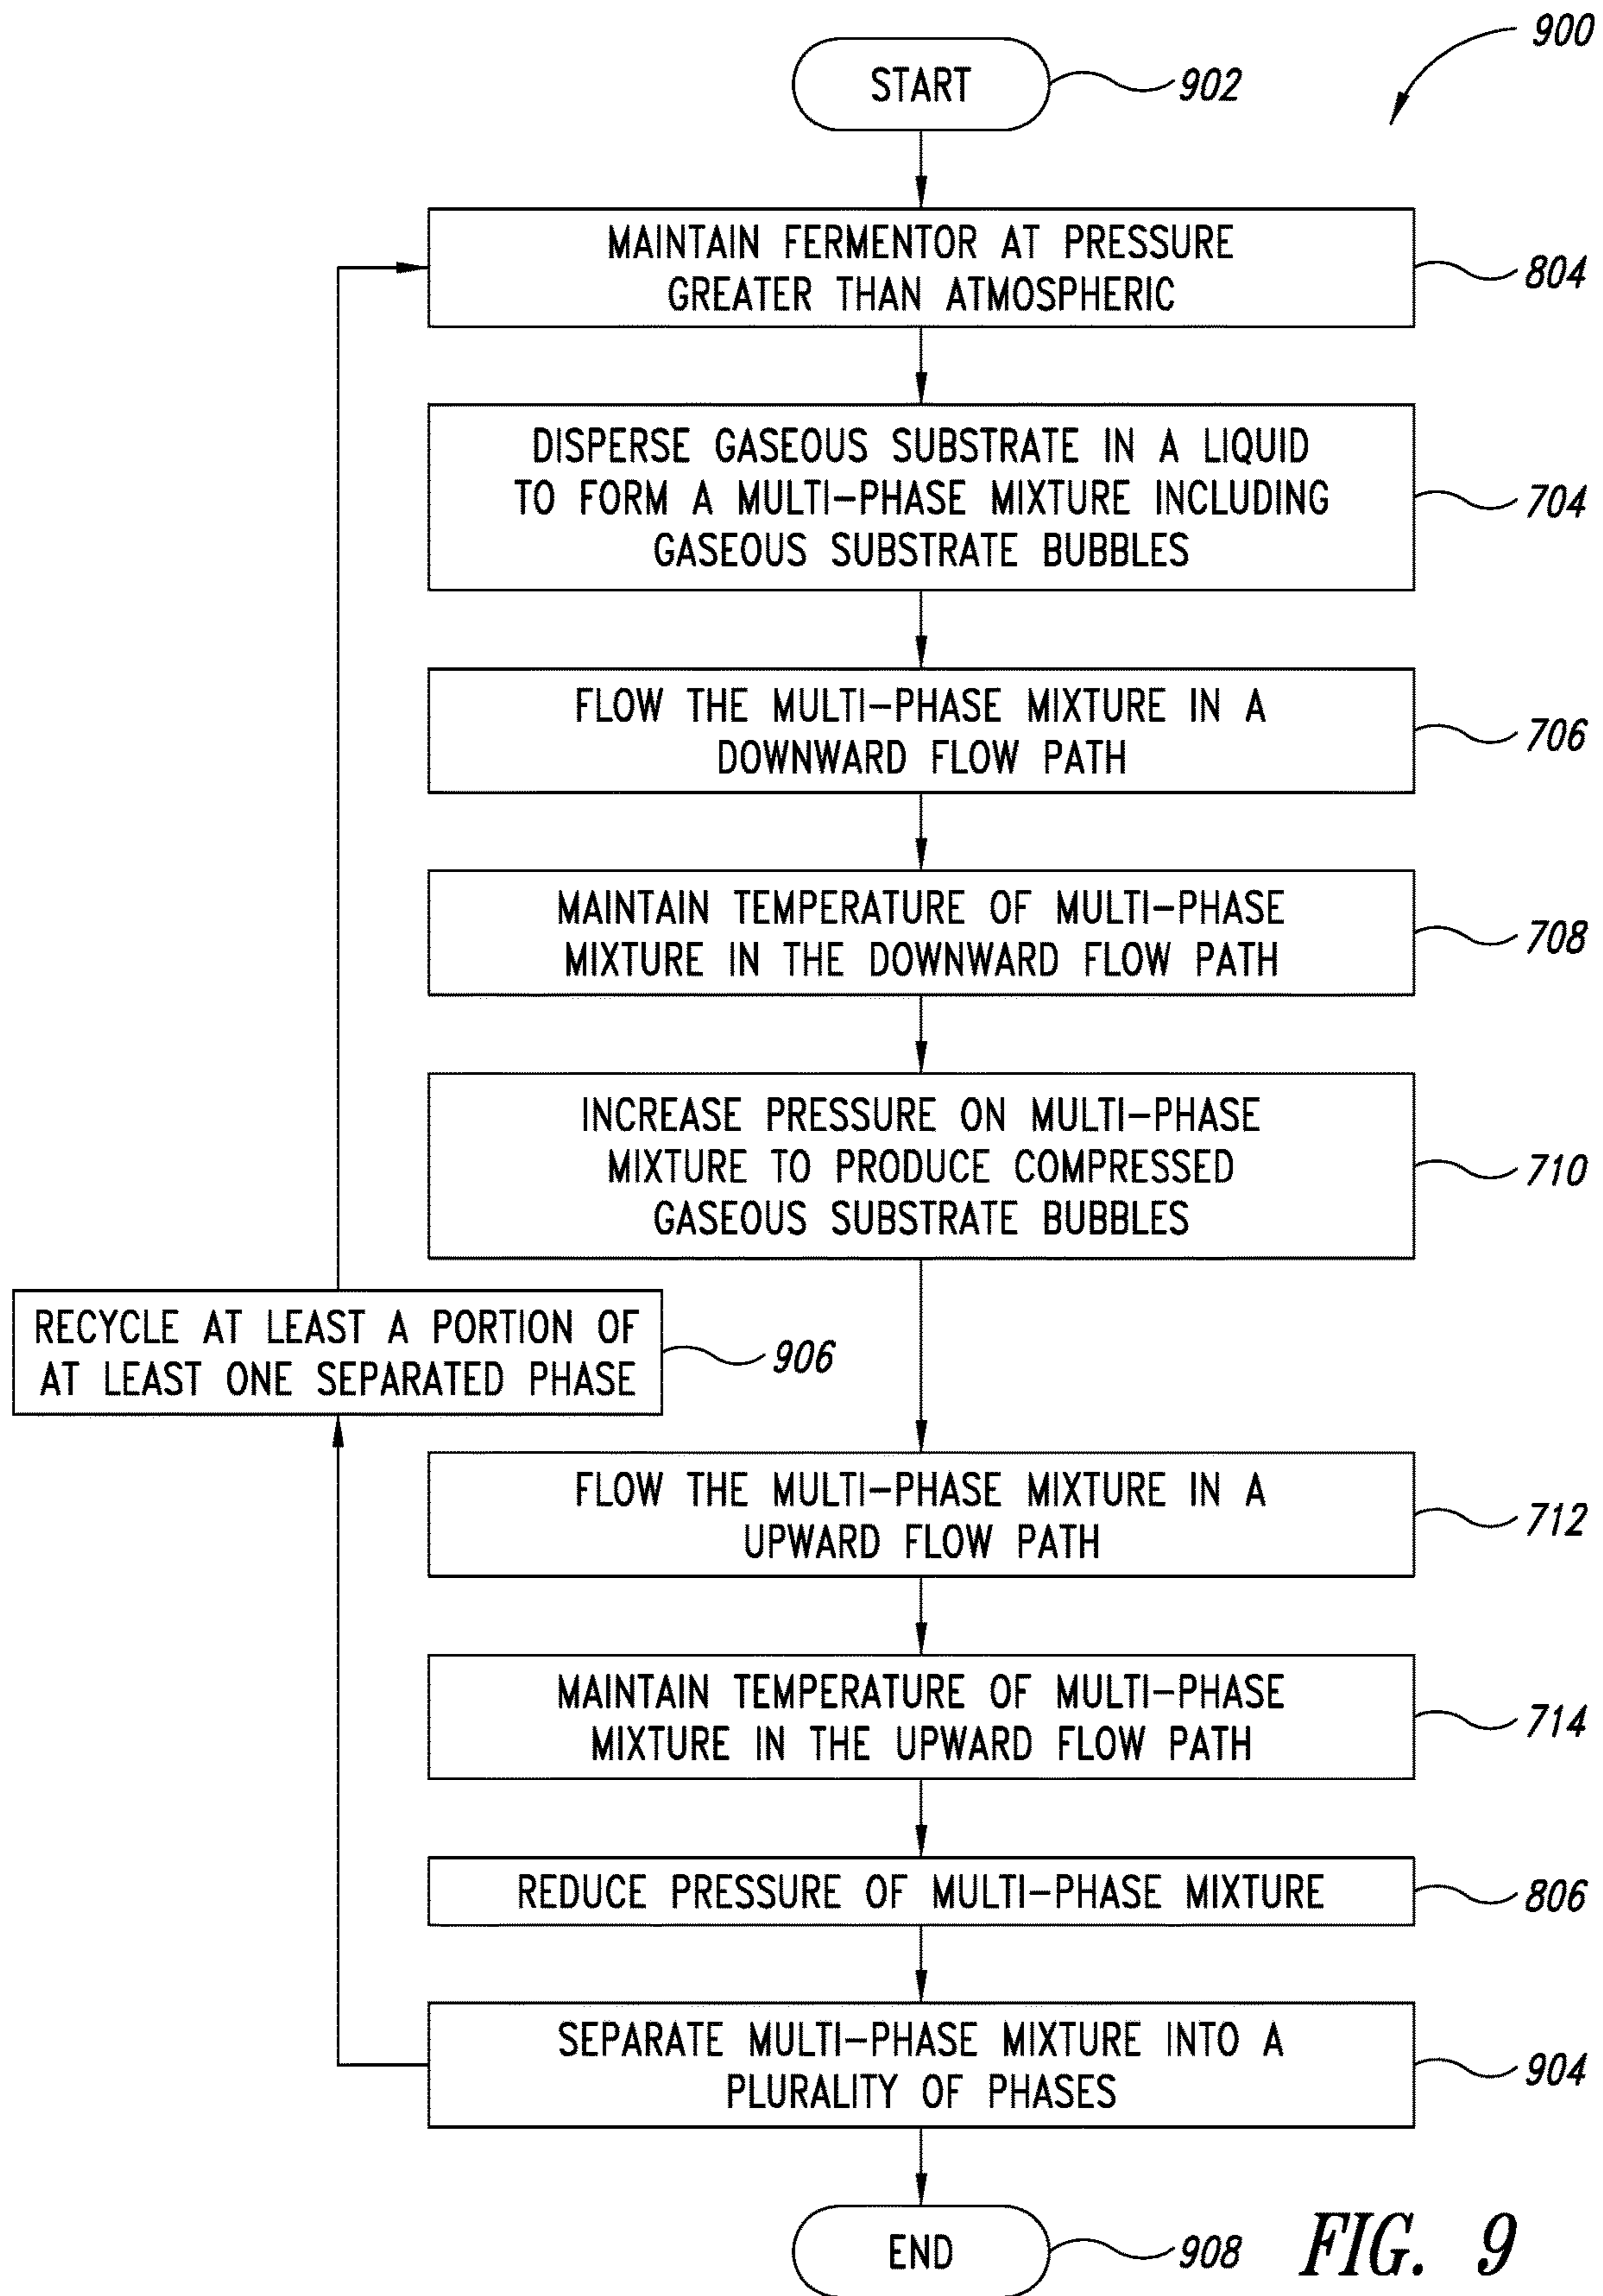 900
START
902
MAINTAIN FERMENTOR AT PRESSURE
GREATER THAN ATMOSPHERIC
804
DISPERSE GASEOUS SUBSTRATE IN A LIQUID
TO FORM A MULTI-PHASE MIXTURE INCLUDING
GASEOUS SUBSTRATE BUBBLES
704
FLOW THE MULTI-PHASE MIXTURE IN A
DOWNWARD FLOW PATH
706
MAINTAIN TEMPERATURE OF MULTI-PHASE
MIXTURE IN THE DOWNWARD FLOW PATH
708
INCREASE PRESSURE ON MULTI-PHASE
MIXTURE TO PRODUCE COMPRESSED
GASEOUS SUBSTRATE BUBBLES
710
RECYCLE AT LEAST A PORTION OF
AT LEAST ONE SEPARATED PHASE
906
FLOW THE MULTI-PHASE MIXTURE IN A
UPWARD FLOW PATH
712
MAINTAIN TEMPERATURE OF MULTI-PHASE
MIXTURE IN THE UPWARD FLOW PATH
714
REDUCE PRESSURE OF MULTI-PHASE MIXTURE
806
SEPARATE MULTI-PHASE MIXTURE INTO A
PLURALITY OF PHASES
904
END
908
FIG. 9